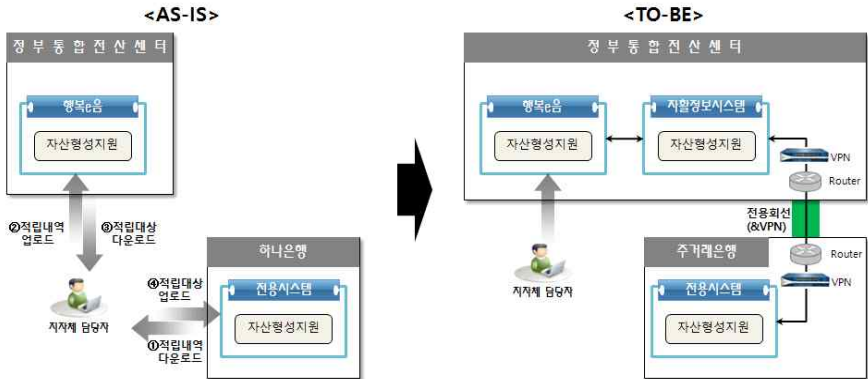 <AS-IS>
정 부 통 합 전 산 센 터
행복e음
자산형성지원
②적립내역
업로드
③적립대상
다운로드
하나은행
전용시스템
자산형성지원
④적립대상
업로드
지자체 담당자
①적립내역
다운로드
<TO-BE>
정 부 통 합 전 산 센 터
행복e음
자산형성지원
자활정보시스템
자산형성지원
VPN
Router
전용회선
(&VPN)
지자체 담당자
주거래은행
Router
전용시스템
VPN
자산형성지원